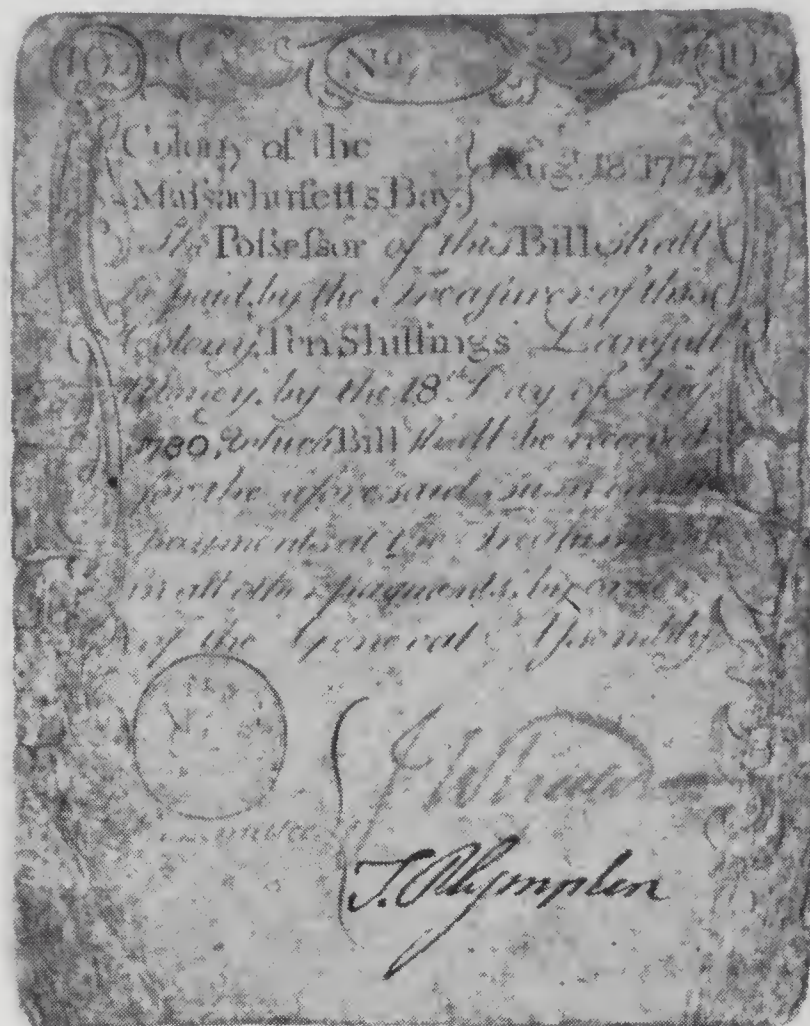 10 No. 10
Colony of the
Massachusetts Bay. } Augt. 18 1775
The Possessor of this Bill shall
be paid, by the Treasurer of this
Colony, Ten Shillings Lawfull
Money, by the 18th Day of
1780, which Bill shall be received
for the aforesaid sum in
payments at the Treasury
in all other payments, by order
of the General Assembly
J W
T. Plympton